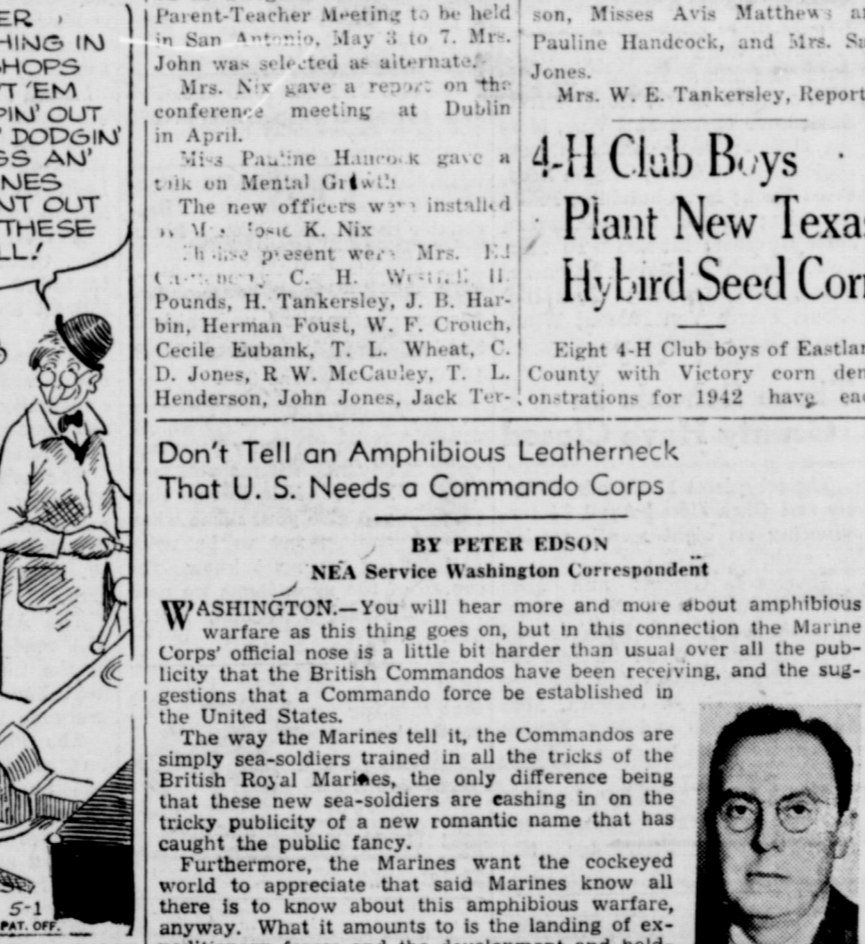 ER
HING IN
HOPS
T 'EM
PIN' OUT
' DODGIN'
GS AN'
NES
NT OUT
THESE
LL!
5-1
PAT. OFF.
Parent-Teacher Meeting to be held
in San Antonio, May 3 to 7. Mrs.
John was selected as alternate.
Mrs. Nix gave a report on the
conference meeting at Dublin
in April.
Miss Pauline Hancock gave a
talk on Mental Growth
The new officers were installed
K. Nix
present were Mrs. Ed
C. H. H.
Pounds, H. Tankersley, J. B. Har-
bin, Herman Foust, W. F. Crouch,
Cecile Eubank, T. L. Wheat, C.
D. Jones, R W. McCauley, T. L.
Henderson, John Jones, Jack Ter-
son, Misses Avis Matthews
Pauline Handcock, and Mrs.
Jones.
Mrs. W. E. Tankersley, Report
4-H Club Boys
Plant New Texa
Hybird Seed Cor
Eight 4-H Club boys of Eastla
County with Victory corn dem
onstrations for 1942 have ea
Don't Tell an Amphibious Leatherneck
That U. S. Needs a Commando Corps
BY PETER EDSON
NEA Service Washington Correspondent
WASHINGTON.—You will hear more and more about amphibious
warfare as this thing goes on, but in this connection the Marine
Corps' official nose is a little bit harder than usual over all the pub-
licity that the British Commandos have been receiving, and the sug-
gestions that a Commando force be established in
the United States.
The way the Marines tell it, the Commandos are
simply sea-soldiers trained in all the tricks of the
British Royal Marines, the only difference being
that these new sea-soldiers are cashing in on the
tricky publicity of a new romantic name that has
caught the public fancy.
Furthermore, the Marines want the cockeyed
world to appreciate that said Marines know all
there is to know about this amphibious warfare,
anyway. What it amounts to is the landing of ex-